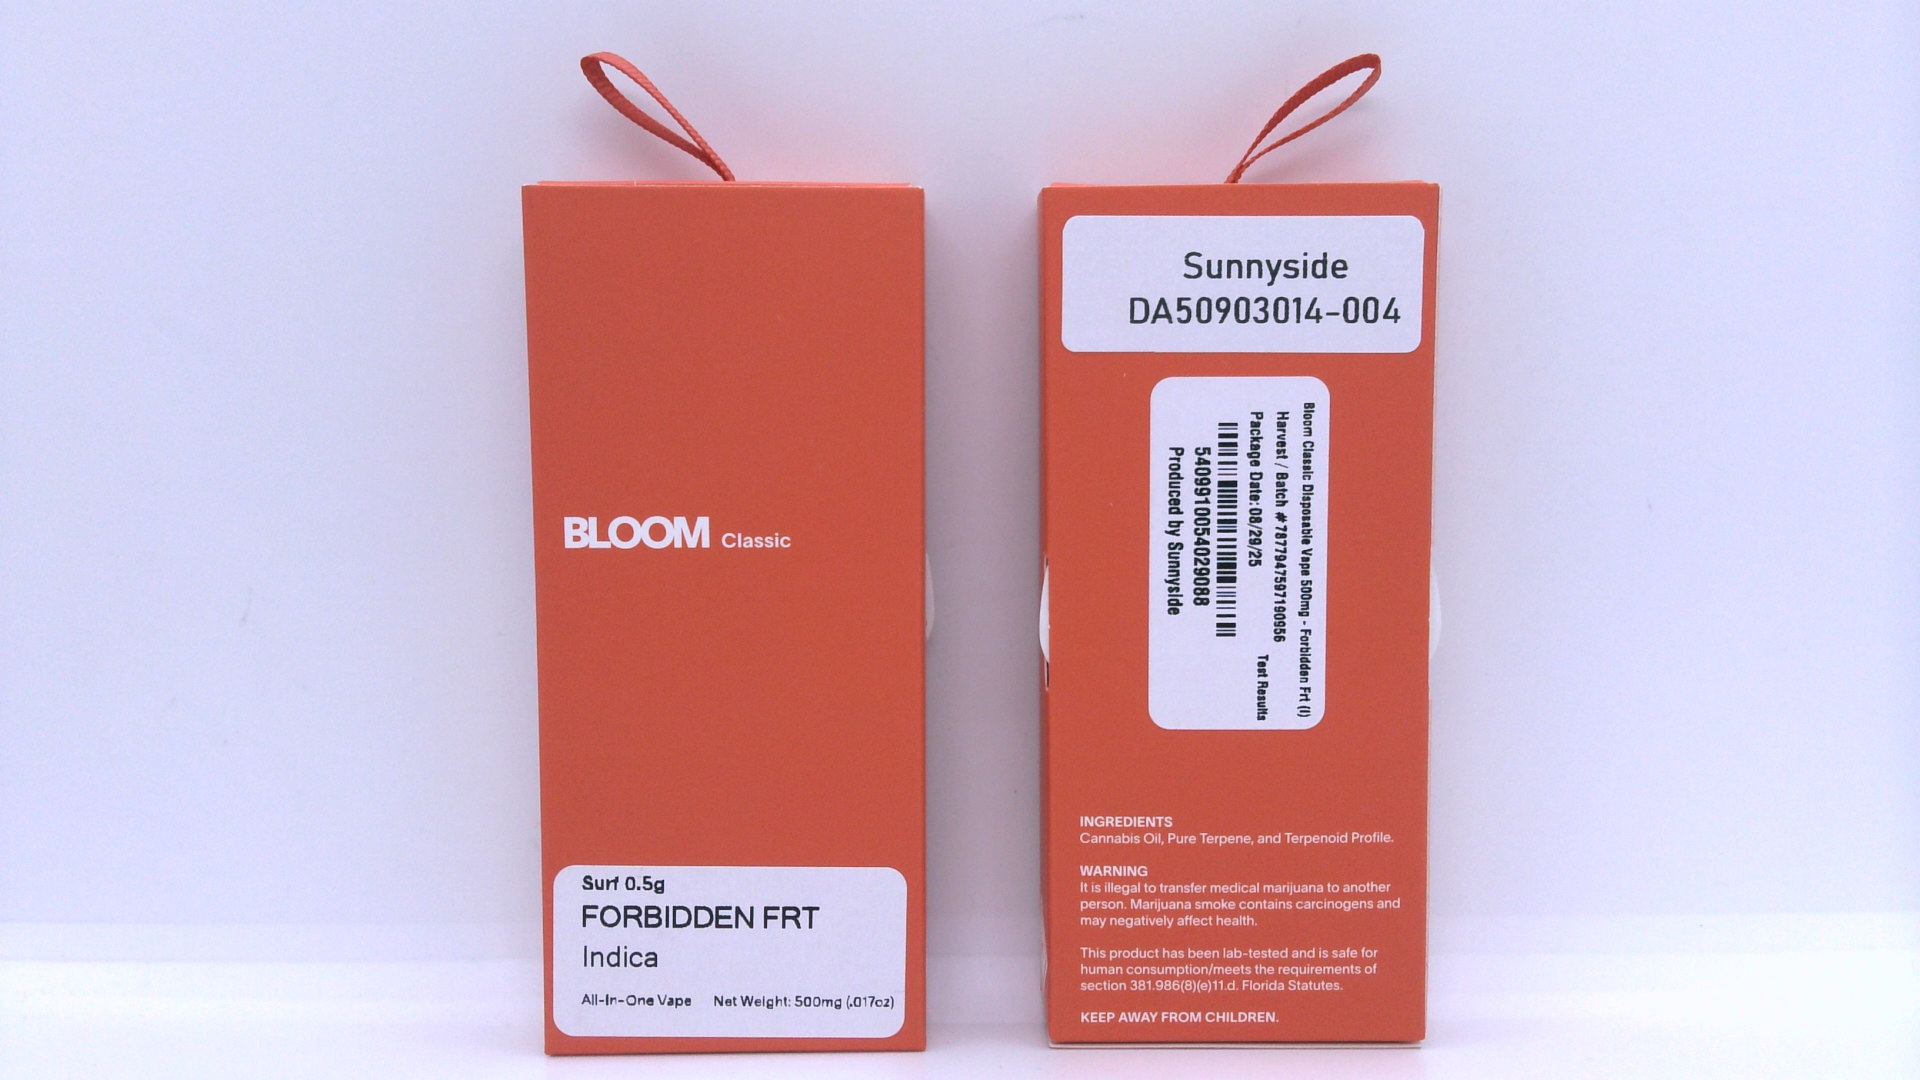 BLOOM Classic
Surf 0.5g
FORBIDDEN FRT
Indica
All-In-One Vape Net Weight: 500mg (.017oz)
Sunnyside
DA50903014-004
Bloom Classic Disposable Vape 500mg - Forbidden Frt (I)
Harvest / Batch # 7877947597190956
Package Date: 08/29/25
Test Results
5409910054029088
Produced by Sunnyside
INGREDIENTS
Cannabis Oil, Pure Terpene, and Terpenoid Profile.
WARNING
It is illegal to transfer medical marijuana to another
person. Marijuana smoke contains carcinogens and
may negatively affect health.
This product has been lab-tested and is safe for
human consumption/meets the requirements of
section 381.986(8)(e)11.d. Florida Statutes.
KEEP AWAY FROM CHILDREN.